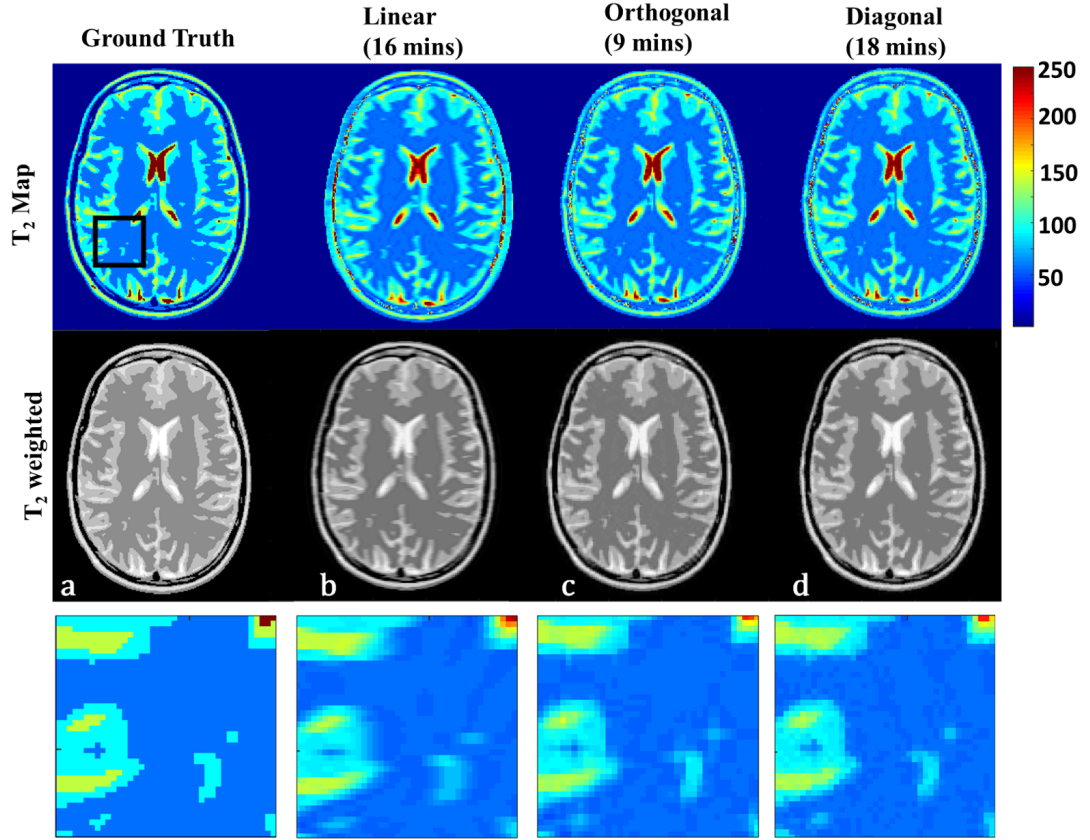 Ground Truth
Linear
(16 mins)
Orthogonal
(9 mins)
Diagonal
(18 mins)
T₂ Map
250
200
150
100
50
T₂ weighted
a
b
c
d